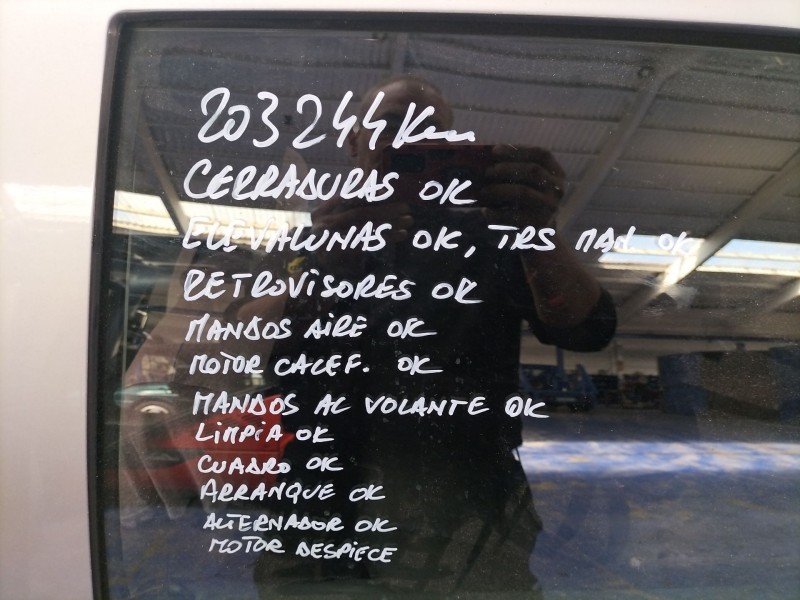 203244 Km
CERRADURAS OK
ELEVALUNAS OK, TRS MAN. OK
RETROVISORES OK
MANDOS AIRE OK
MOTOR CALEF. OK
MANDOS AL VOLANTE OK
LIMPIA OK
CUADRO OK
ARRANQUE OK
ALTERNADOR OK
MOTOR DESPIECE